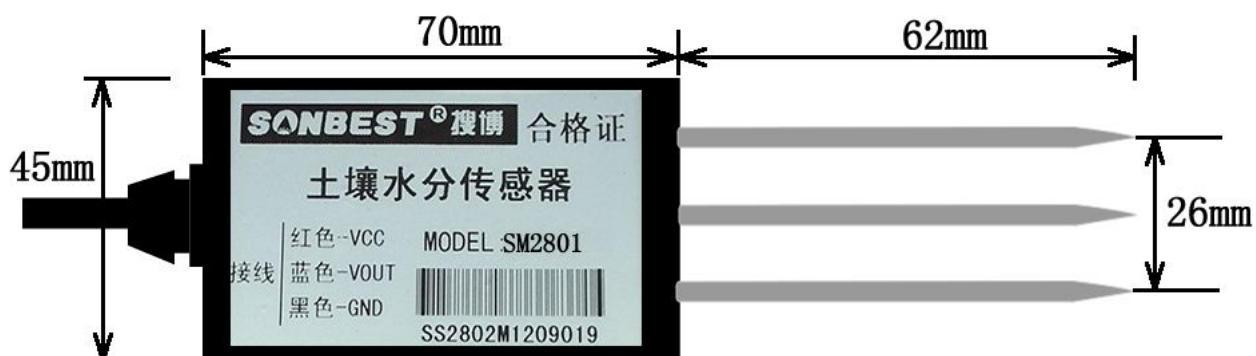 70mm
62mm
45mm
26mm
SONBEST® 搜博 合格证
土壤水分传感器
接线
红色--VCC
蓝色-VOUT
黑色-GND
MODEL:SM2801
SS2802M1209019